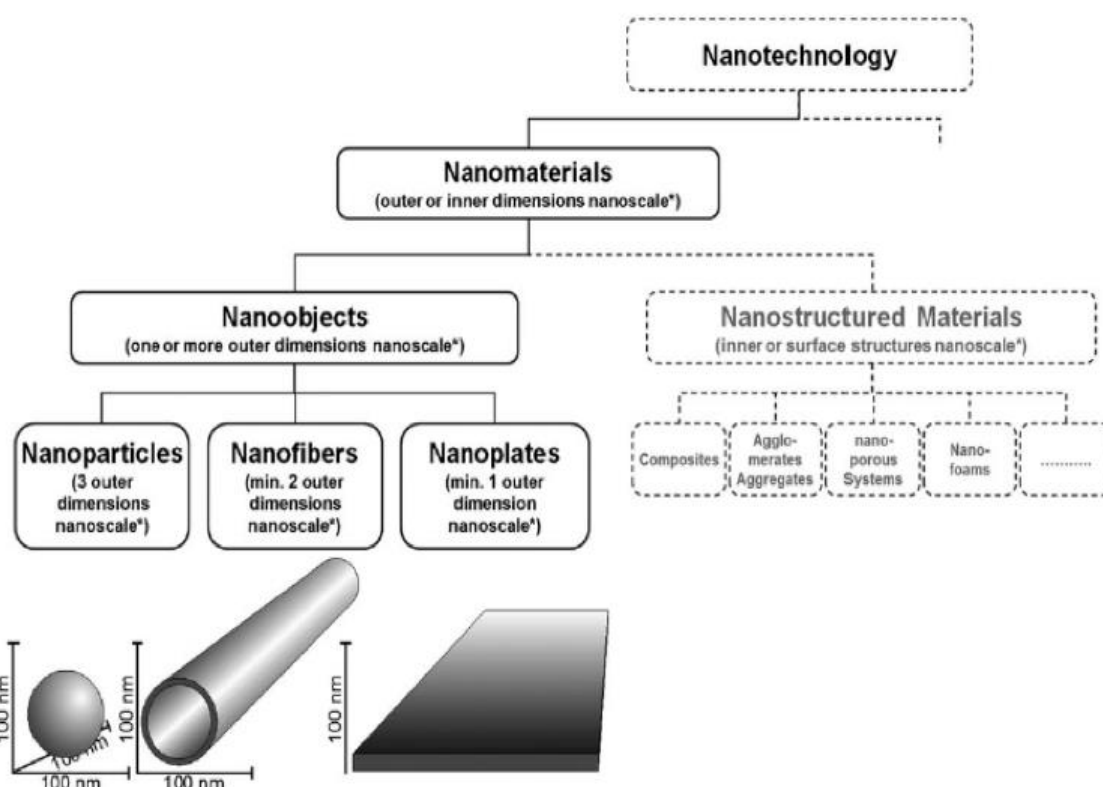 Nanotechnology
Nanomaterials
(outer or inner dimensions nanoscale*)
Nanoobjects
(one or more outer dimensions nanoscale*)
Nanostructured Materials
(inner or surface structures nanoscale*)
Nanoparticles
(3 outer
dimensions
nanoscale*)
Nanofibers
(min. 2 outer
dimensions
nanoscale*)
Nanoplates
(min. 1 outer
dimension
nanoscale*)
Composites
Agglo-
merates
Aggregates
nano-
porous
Systems
Nano-
foams
...........
100 nm
100 nm
100 nm
100 nm
100 nm
100 nm